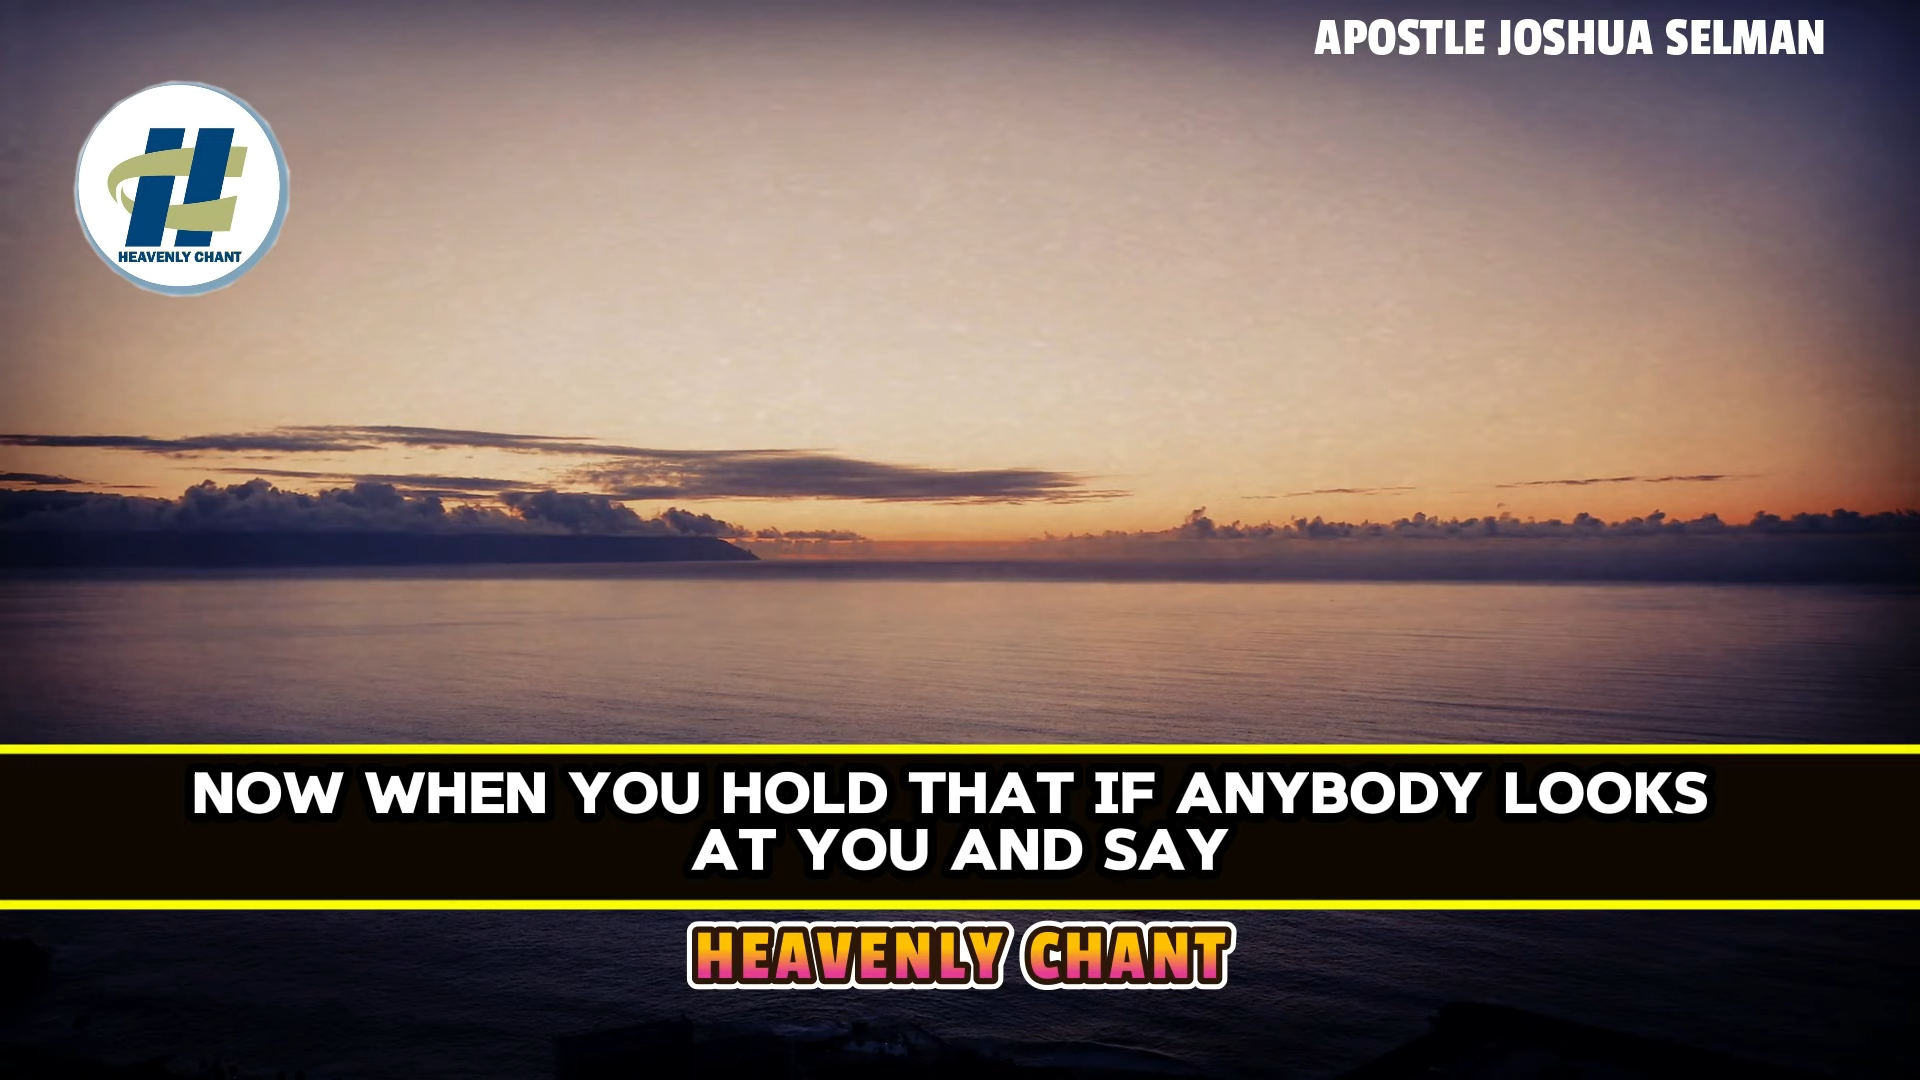 APOSTLE JOSHUA SELMAN
HEAVENLY CHANT
NOW WHEN YOU HOLD THAT IF ANYBODY LOOKS
AT YOU AND SAY
HEAVENLY CHANT